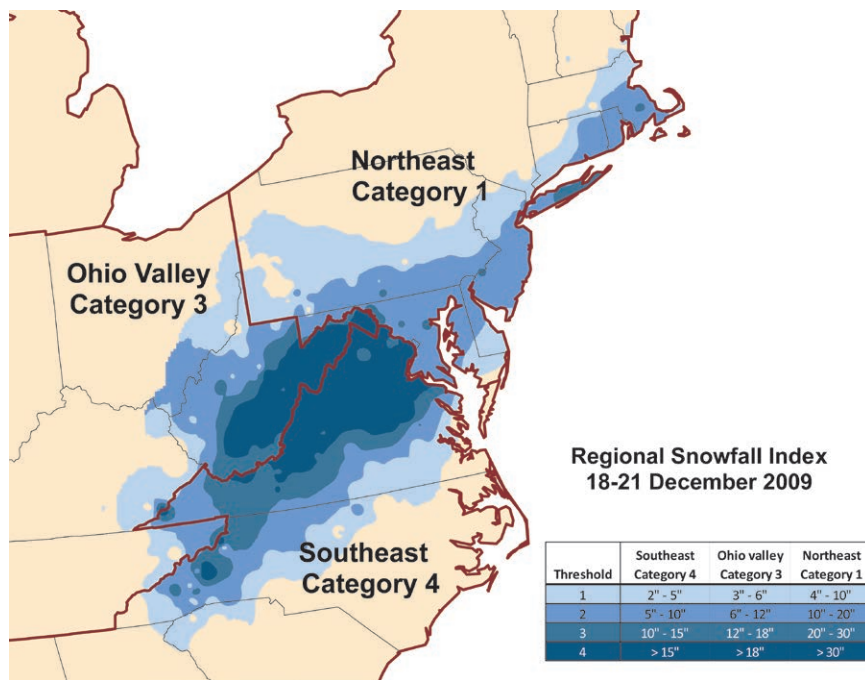 Northeast
Category 1
Ohio Valley
Category 3
Southeast
Category 4
Regional Snowfall Index
18-21 December 2009
Threshold Southeast Category 4 Ohio valley Category 3 Northeast Category 1
1 2" - 5" 3" - 6" 4" - 10"
2 5" - 10" 6" - 12" 10" - 20"
3 10" - 15" 12" - 18" 20" - 30"
4 > 15" > 18" > 30"